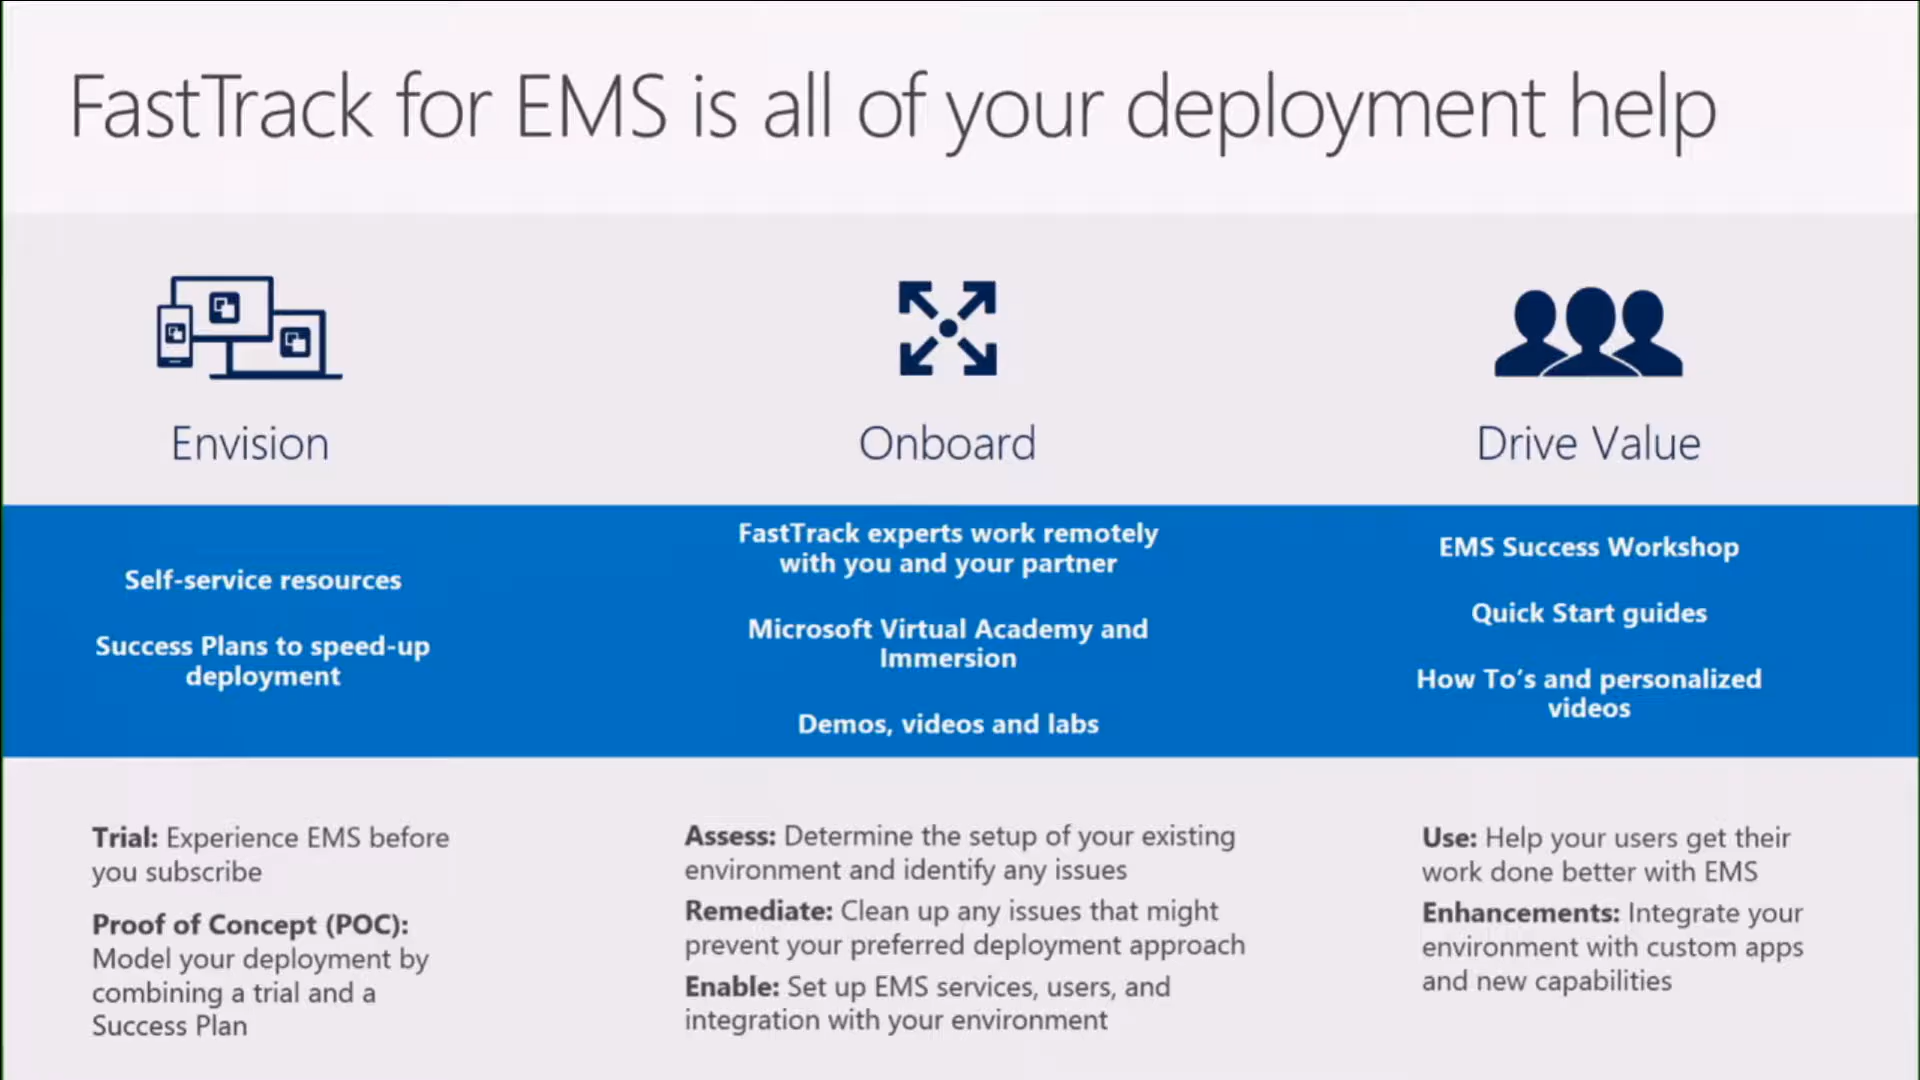 FastTrack for EMS is all of your deployment help
Envision
Onboard
Drive Value
Self-service resources
Success Plans to speed-up
deployment
FastTrack experts work remotely
with you and your partner
Microsoft Virtual Academy and
Immersion
Demos, videos and labs
EMS Success Workshop
Quick Start guides
How To’s and personalized
videos
Trial: Experience EMS before
you subscribe
Proof of Concept (POC):
Model your deployment by
combining a trial and a
Success Plan
Assess: Determine the setup of your existing
environment and identify any issues
Remediate: Clean up any issues that might
prevent your preferred deployment approach
Enable: Set up EMS services, users, and
integration with your environment
Use: Help your users get their
work done better with EMS
Enhancements: Integrate your
environment with custom apps
and new capabilities